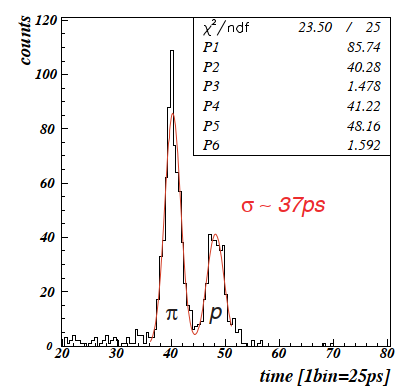 counts
120
100
80
60
40
20
0
χ²/ndf 23.50 / 25
P1 85.74
P2 40.28
P3 1.478
P4 41.22
P5 48.16
P6 1.592
σ ~ 37ps
π p
20 30 40 50 60 70 80
time [1bin=25ps]